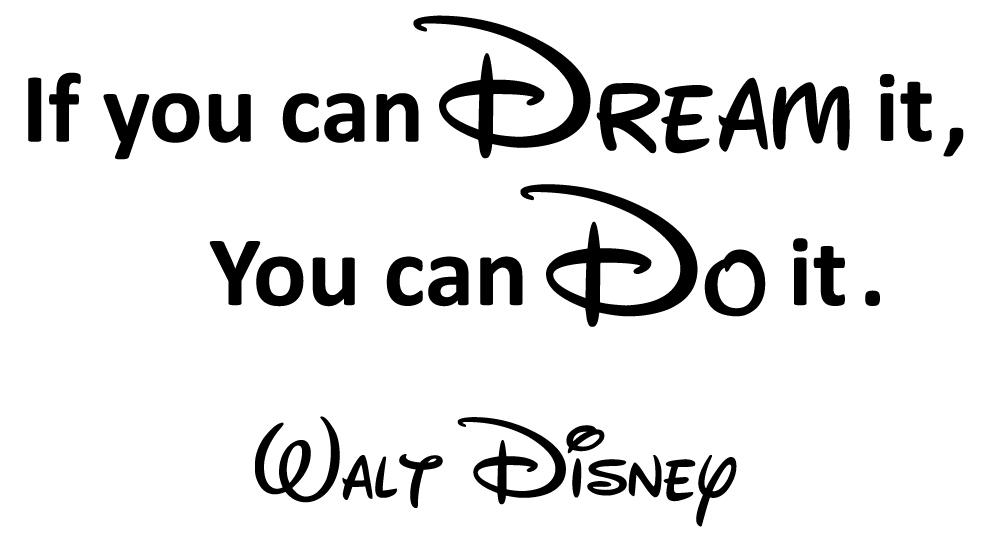 If you can DREAM it,
You can Do it.
WALT DISNEY